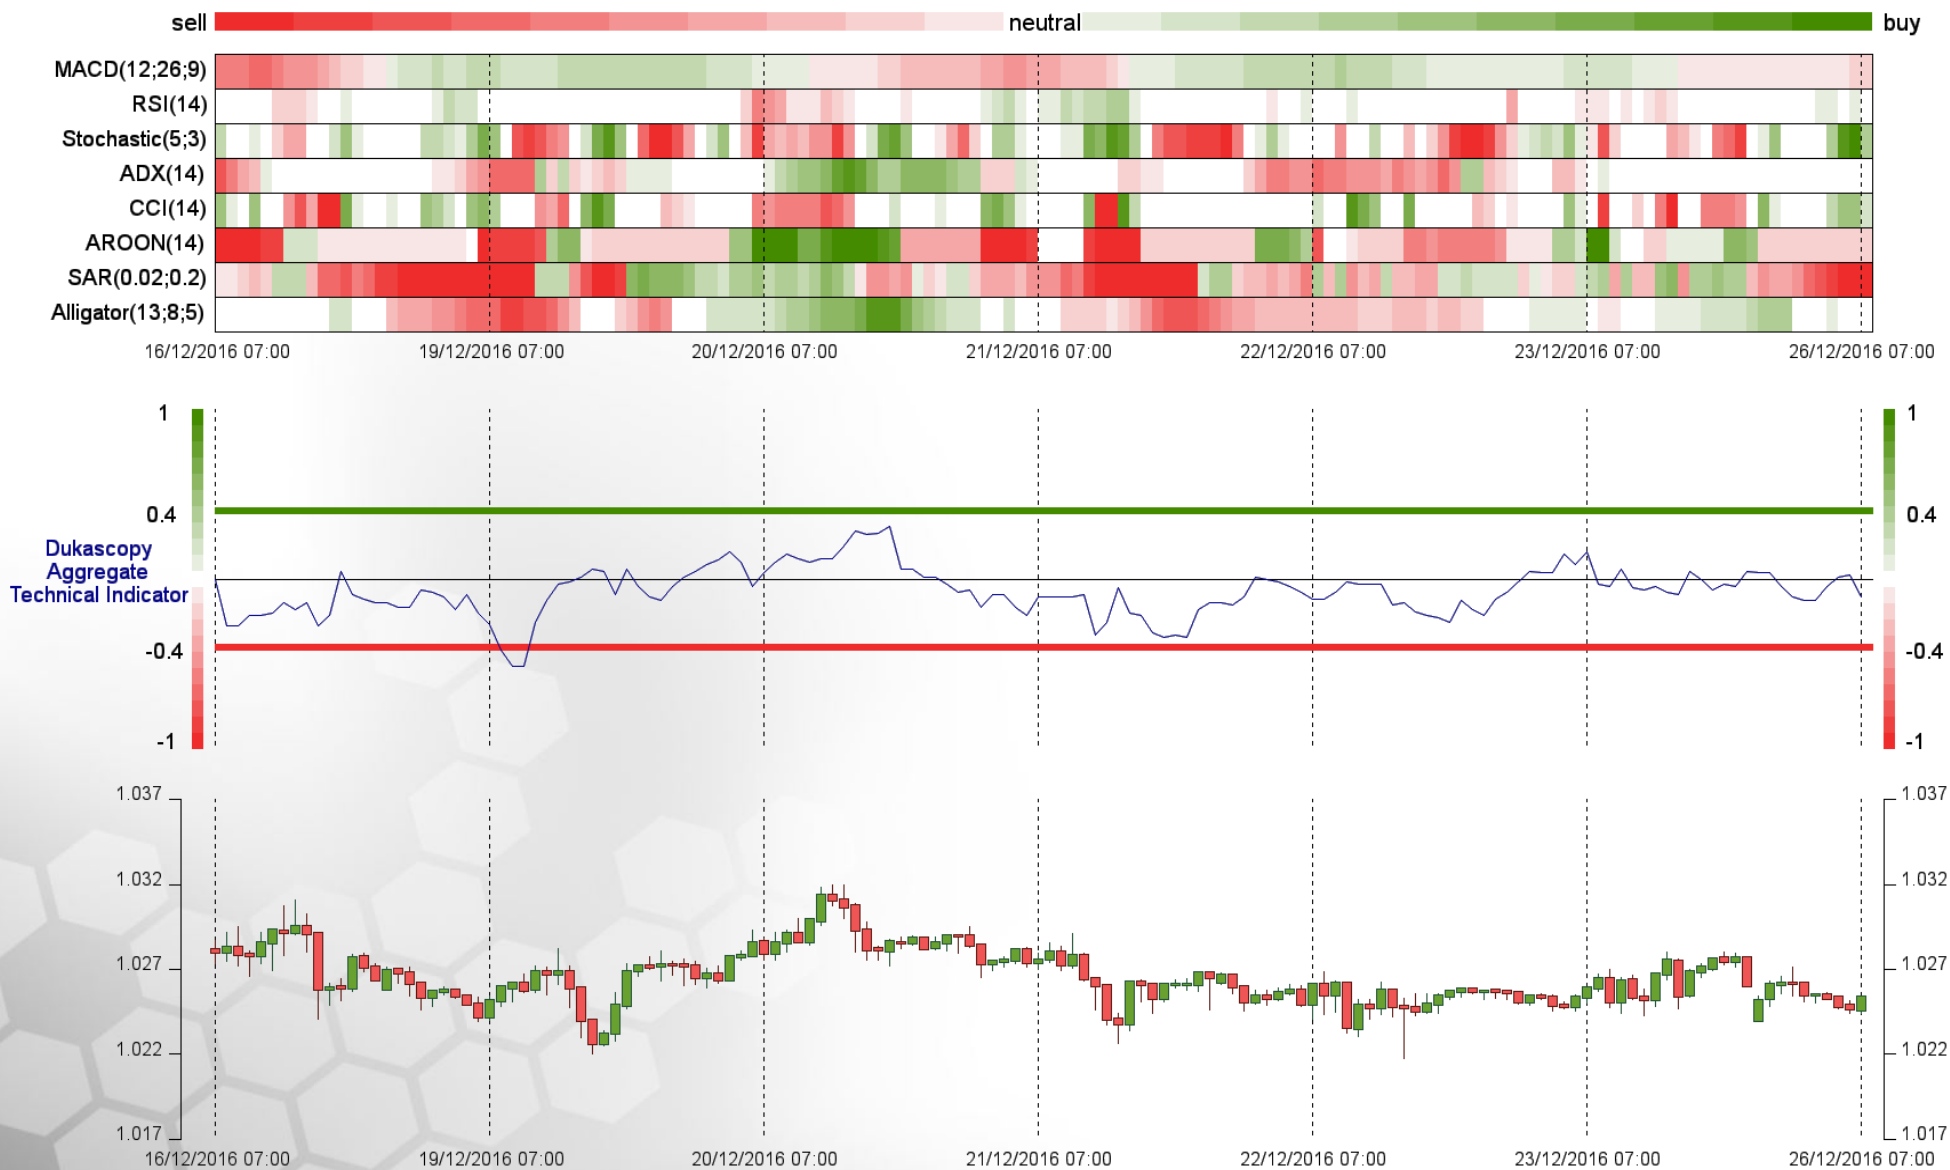 sell neutral buy
MACD(12;26;9)
RSI(14)
Stochastic(5;3)
ADX(14)
CCI(14)
AROON(14)
SAR(0.02;0.2)
Alligator(13;8;5)
16/12/2016 07:00 19/12/2016 07:00 20/12/2016 07:00 21/12/2016 07:00 22/12/2016 07:00 23/12/2016 07:00 26/12/2016 07:00
1 1
0.4 0.4
Dukascopy
Aggregate
Technical Indicator
-0.4 -0.4
-1 -1
1.037 1.037
1.032 1.032
1.027 1.027
1.022 1.022
1.017 1.017
16/12/2016 07:00 19/12/2016 07:00 20/12/2016 07:00 21/12/2016 07:00 22/12/2016 07:00 23/12/2016 07:00 26/12/2016 07:00